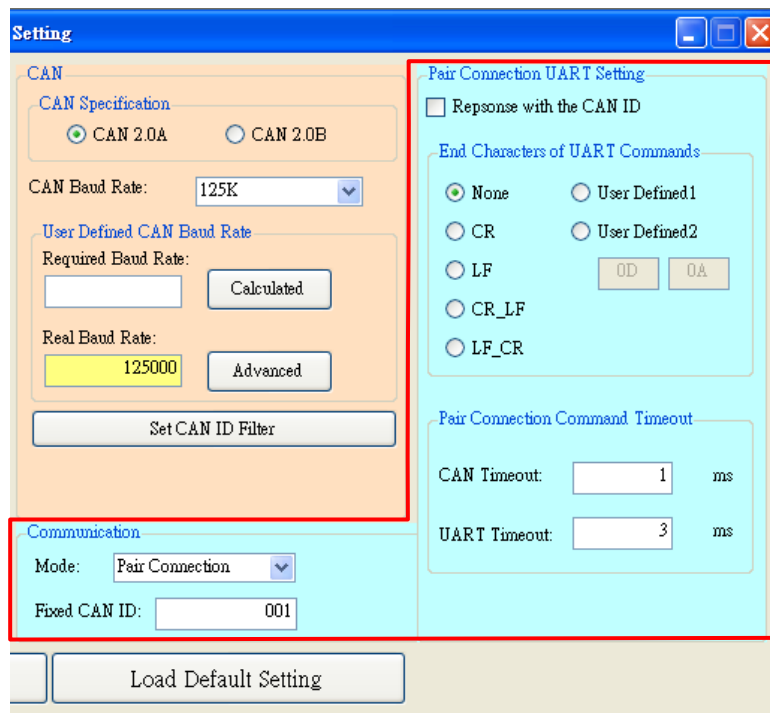 Setting
CAN
CAN Specification
CAN 2.0A
CAN 2.0B
CAN Baud Rate:
125K
User Defined CAN Baud Rate
Required Baud Rate:
Calculated
Real Baud Rate:
125000
Advanced
Set CAN ID Filter
Communication
Mode:
Pair Connection
Fixed CAN ID:
001
Pair Connection UART Setting
Repsonse with the CAN ID
End Characters of UART Commands
None
User Defined1
CR
User Defined2
LF
0D
0A
CR_LF
LF_CR
Pair Connection Command Timeout
CAN Timeout:
1
ms
UART Timeout:
3
ms
Load Default Setting